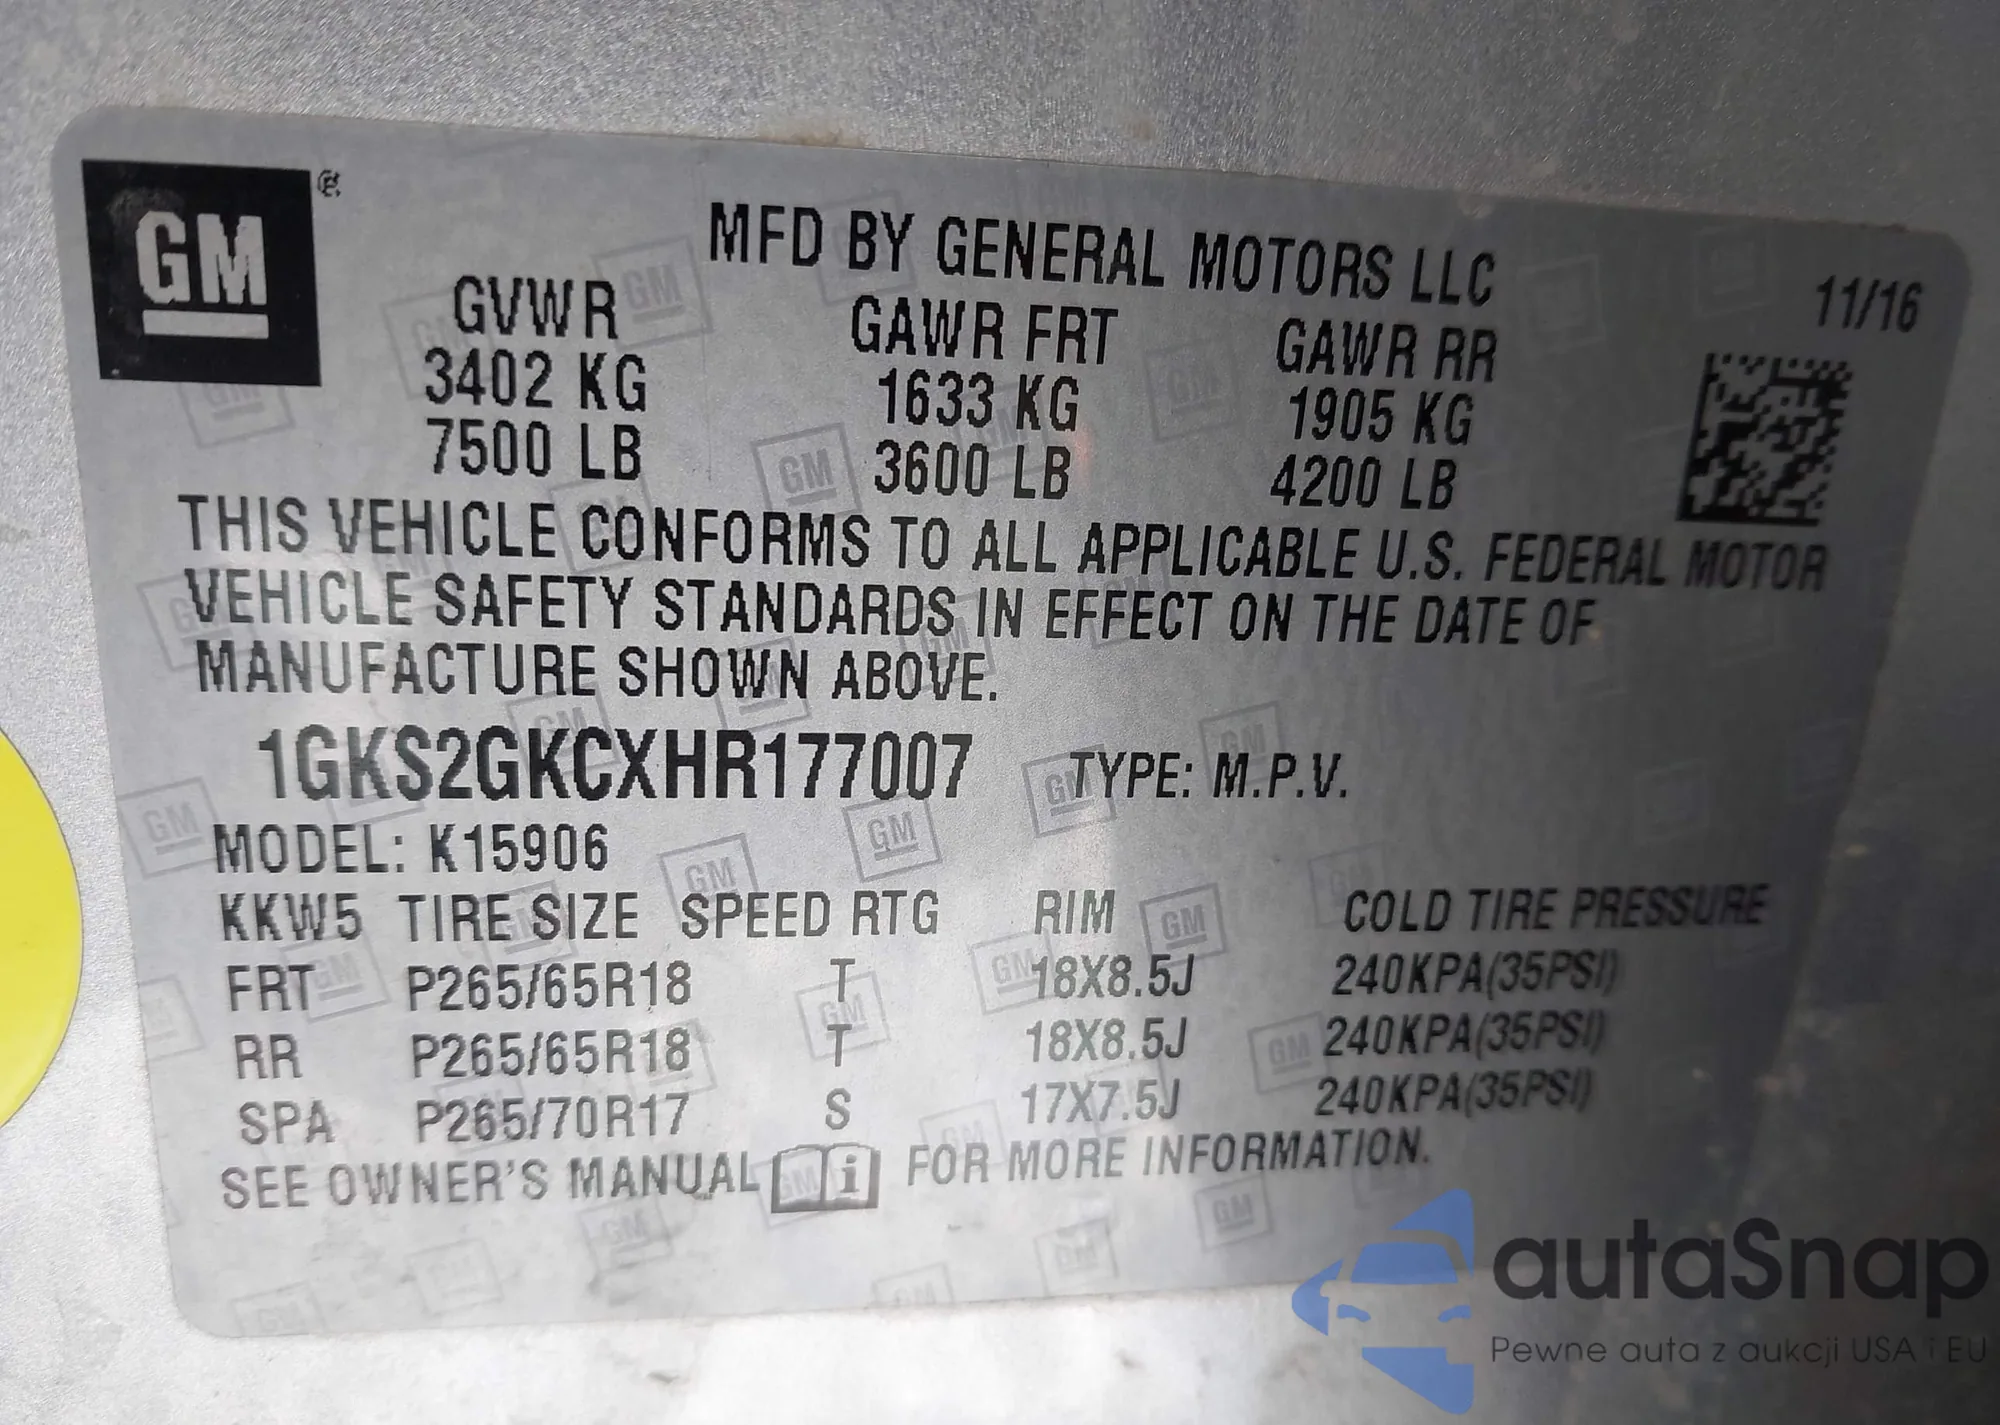 GM®
MFD BY GENERAL MOTORS LLC
11/16
GVWR GAWR FRT GAWR RR
3402 KG 1633 KG 1905 KG
7500 LB 3600 LB 4200 LB
THIS VEHICLE CONFORMS TO ALL APPLICABLE U.S. FEDERAL MOTOR
VEHICLE SAFETY STANDARDS IN EFFECT ON THE DATE OF
MANUFACTURE SHOWN ABOVE.
1GKS2GKCXHR177007 TYPE: M.P.V.
MODEL: K15906
KKW5 TIRE SIZE SPEED RTG RIM COLD TIRE PRESSURE
FRT P265/65R18 T 18X8.5J 240KPA(35PSI)
RR P265/65R18 T 18X8.5J 240KPA(35PSI)
SPA P265/70R17 S 17X7.5J 240KPA(35PSI)
SEE OWNER'S MANUAL i FOR MORE INFORMATION.
autaSnap
Pewne auta z aukcji USA i EU